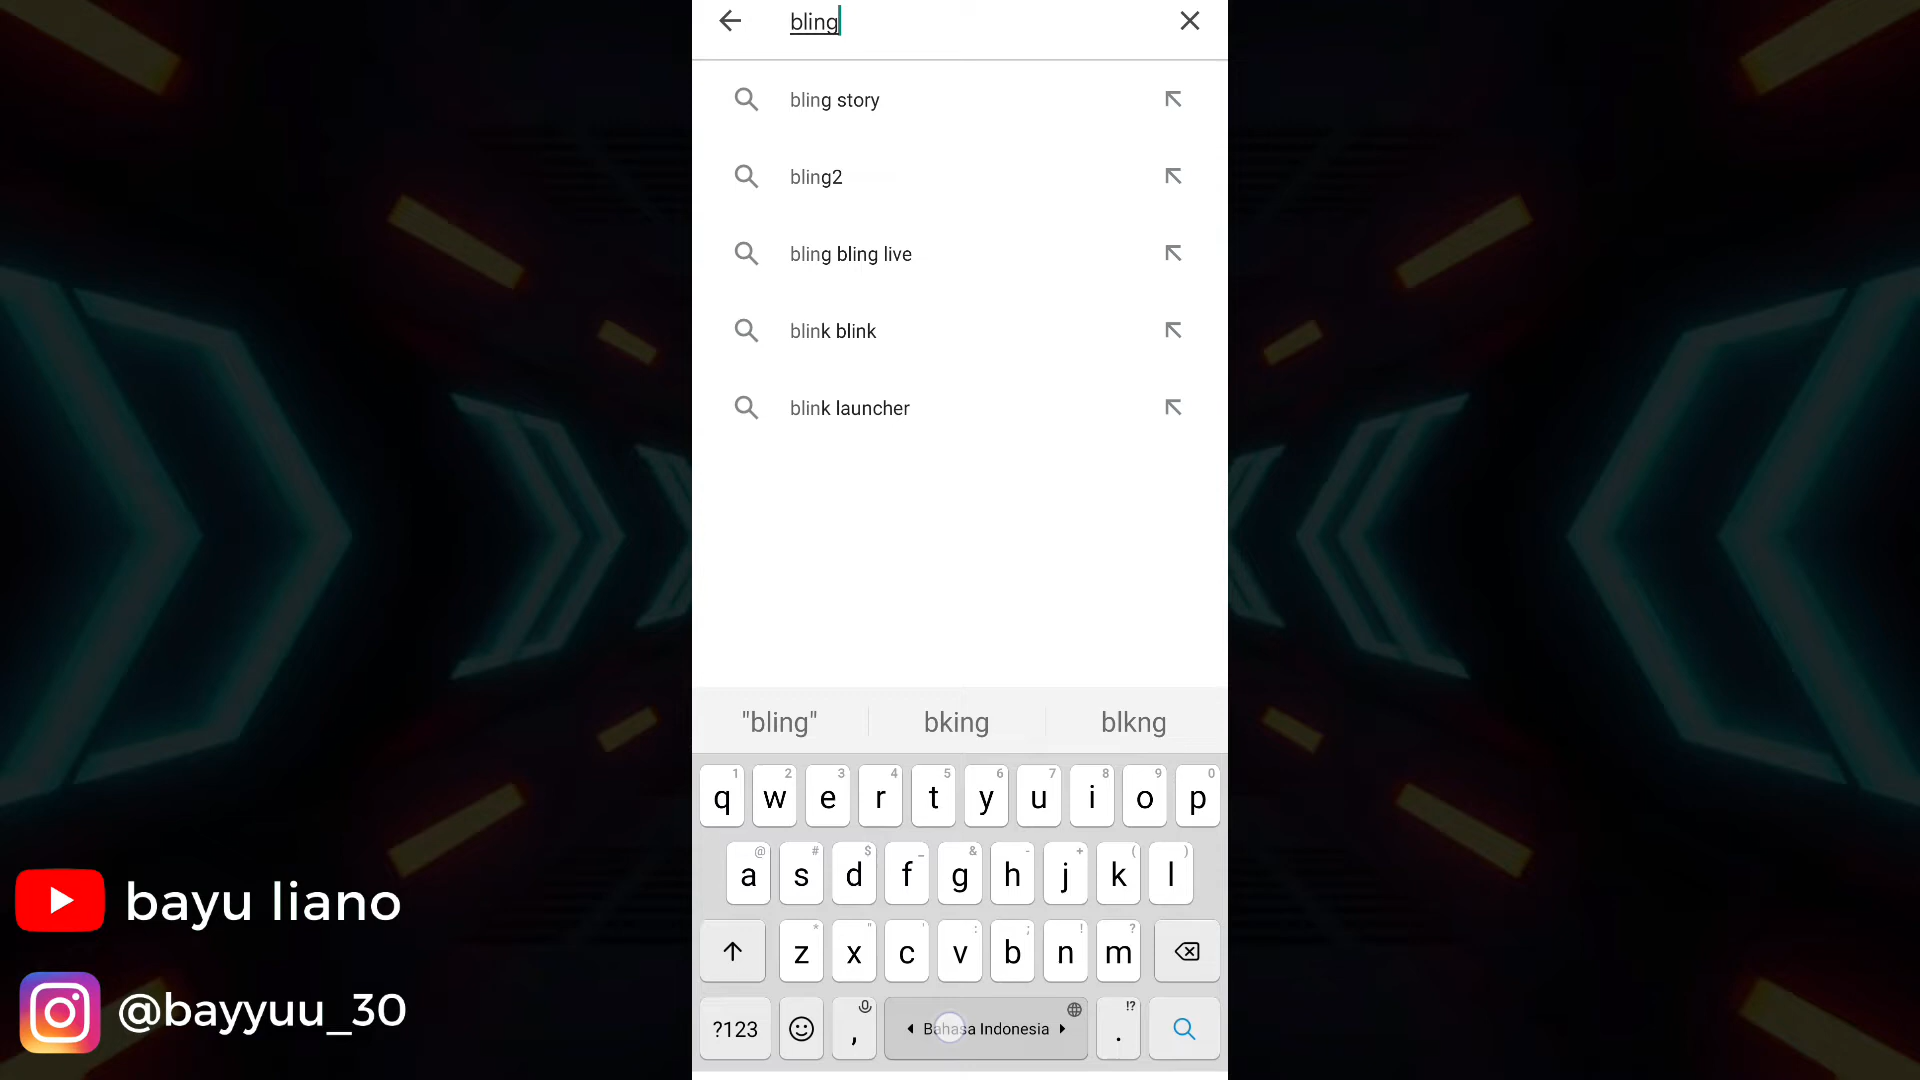 bling
bling story
bling2
bling bling live
blink blink
blink launcher
"bling" bking blkng
1 2 3 4 5 6 7 8 9 0
q w e r t y u i o p
@ # $ _ & - + ( )
a s d f g h j k l
* " ' : ; ! ?
z x c v b n m
?123 , Bahasa Indonesia !? .
bayu liano
@bayyuu_30